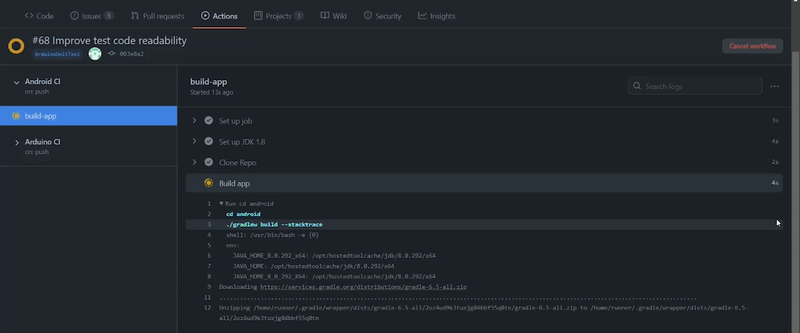 Code Issues 5 Pull requests Actions Projects 1 Wiki Security Insights
#68 Improve test code readability
ArduinoUnitTest 003e8a2
Cancel workflow
Android CI
on: push
build-app
Arduino CI
on: push
build-app
Started 13s ago
Search logs
Set up job 3s
Set up JDK 1.8 4s
Clone Repo 2s
Build app 4s
1 ▼ Run cd android
2 cd android
3 ./gradlew build --stacktrace
4 shell: /usr/bin/bash -e {0}
5 env:
6 JAVA_HOME_8.0.292_x64: /opt/hostedtoolcache/jdk/8.0.292/x64
7 JAVA_HOME: /opt/hostedtoolcache/jdk/8.0.292/x64
8 JAVA_HOME_8_0_292_X64: /opt/hostedtoolcache/jdk/8.0.292/x64
9 Downloading https://services.gradle.org/distributions/gradle-6.5-all.zip
11
12 Unzipping /home/runner/.gradle/wrapper/dists/gradle-6.5-all/2oz4ud9k3tuxjg84bbf55q0tn/gradle-6.5-all.zip to /home/runner/.gradle/wrapper/dists/gradle-6.5-
all/2oz4ud9k3tuxjg84bbf55q0tn